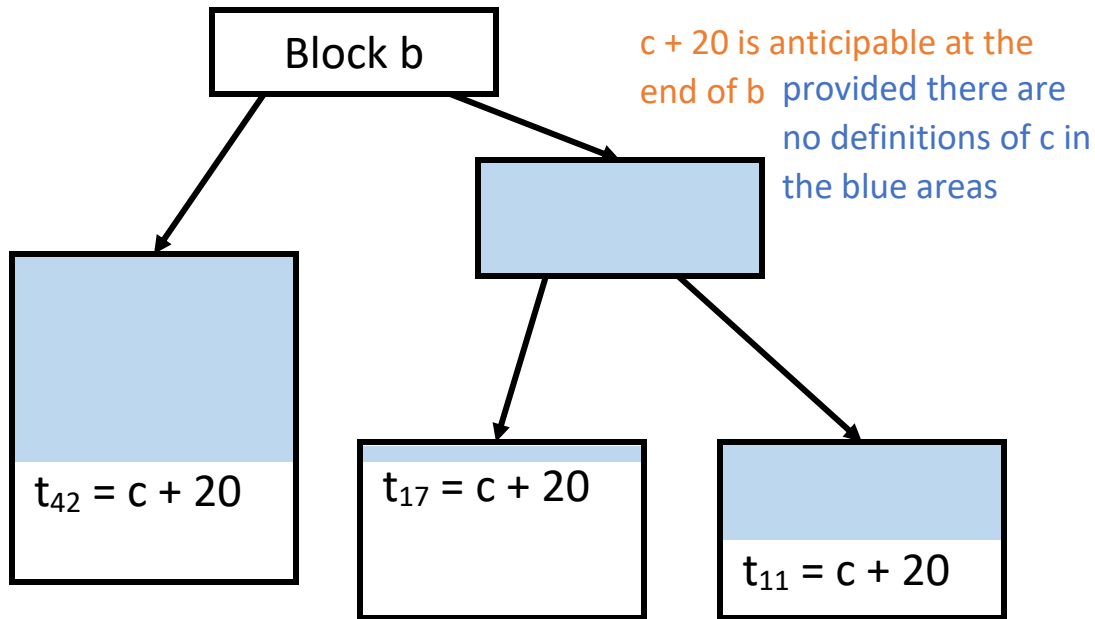 Block b
c + 20 is anticipable at the
end of b provided there are
no definitions of c in
the blue areas
t₄₂ = c + 20
t₁₇ = c + 20
t₁₁ = c + 20